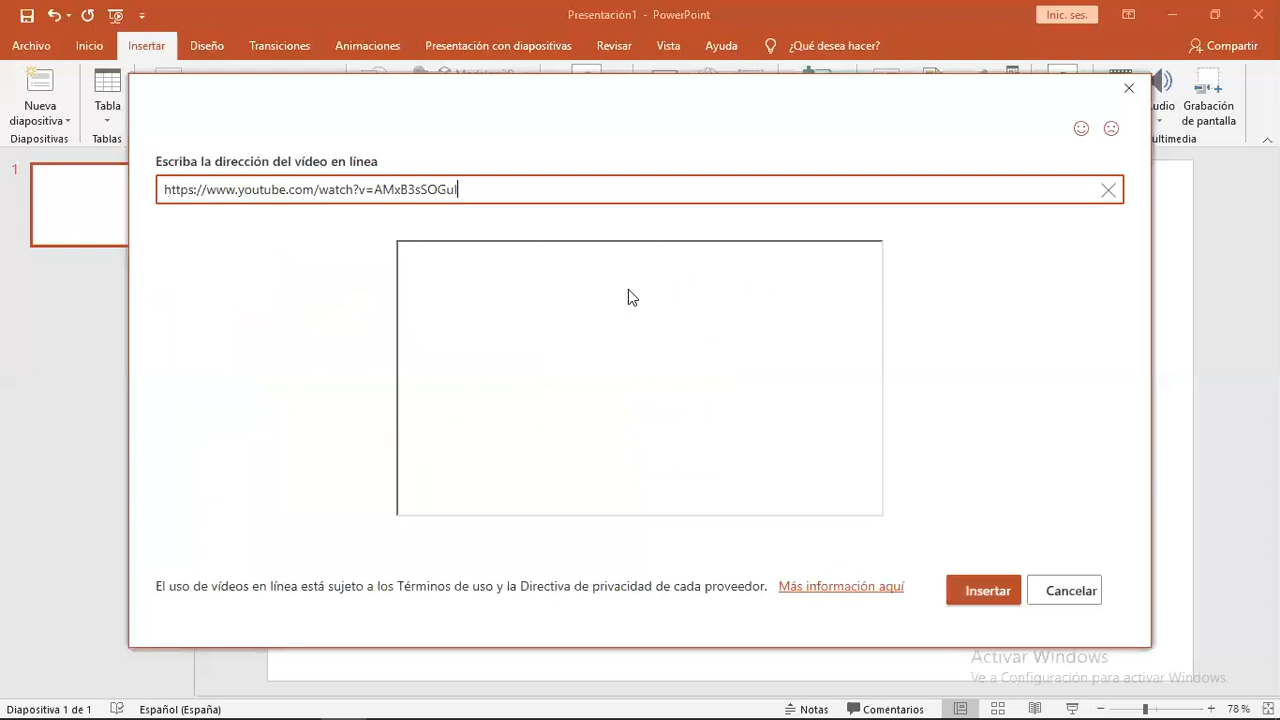 Presentación1 - PowerPoint
Inic. ses.
Archivo Inicio Insertar Diseño Transiciones Animaciones Presentación con diapositivas Revisar Vista Ayuda ¿Qué desea hacer? Compartir
Nueva diapositiva
Tabla
Grabación de pantalla
Diapositivas
Tablas
1
Escriba la dirección del vídeo en línea
https://www.youtube.com/watch?v=AMxB3sSOGuI
El uso de vídeos en línea está sujeto a los Términos de uso y la Directiva de privacidad de cada proveedor. Más información aquí
Insertar
Cancelar
Activar Windows
Ve a Configuración para activar Windows.
Diapositiva 1 de 1 Español (España) Notas Comentarios 78 %